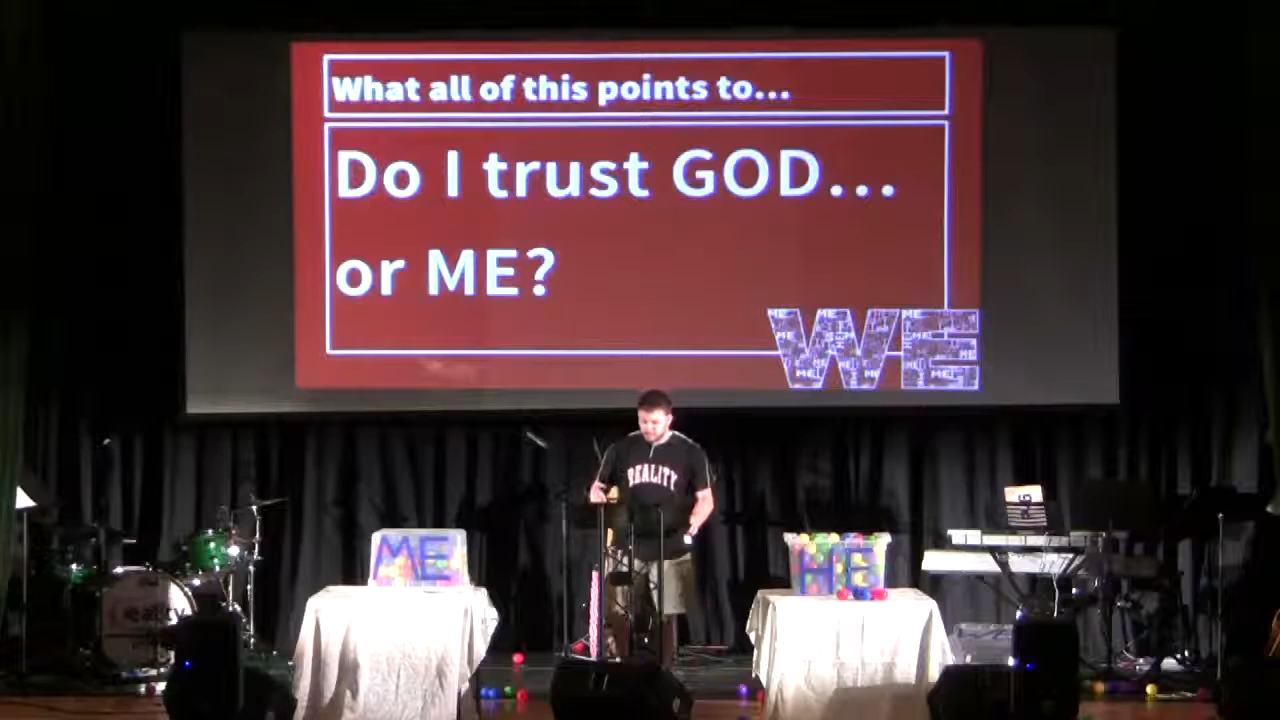 What all of this points to...
Do I trust GOD...
or ME?
WE
REALITY
ME
HE